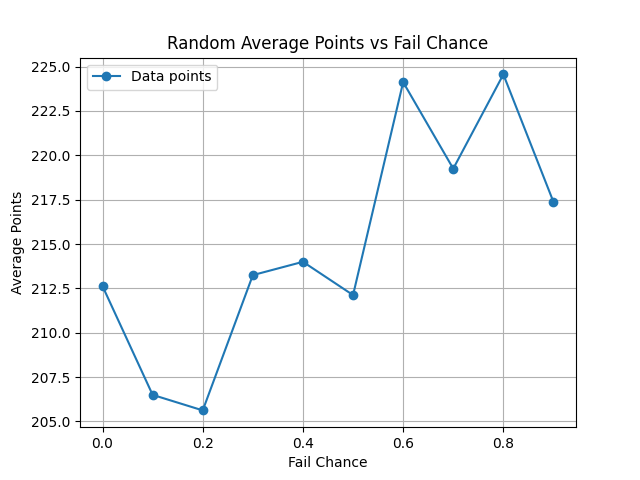 Random Average Points vs Fail Chance
Data points
225.0
222.5
220.0
217.5
215.0
212.5
210.0
207.5
205.0
Average Points
0.0 0.2 0.4 0.6 0.8
Fail Chance